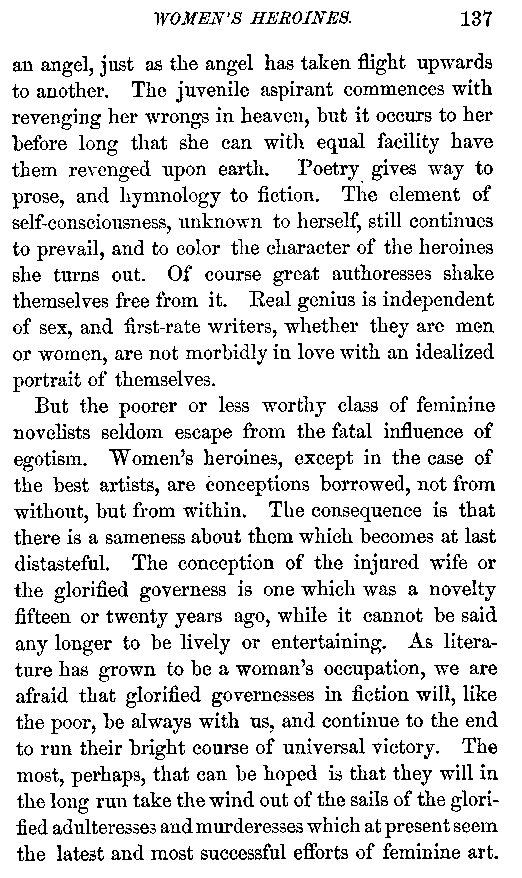 WOMEN'S HEROINES. 137
an angel, just as the angel has taken flight upwards
to another. The juvenile aspirant commences with
revenging her wrongs in heaven, but it occurs to her
before long that she can with equal facility have
them revenged upon earth. Poetry gives way to
prose, and hymnology to fiction. The element of
self-consciousness, unknown to herself, still continues
to prevail, and to color the character of the heroines
she turns out. Of course great authoresses shake
themselves free from it. Real genius is independent
of sex, and first-rate writers, whether they are men
or women, are not morbidly in love with an idealized
portrait of themselves.
But the poorer or less worthy class of feminine
novelists seldom escape from the fatal influence of
egotism. Women's heroines, except in the case of
the best artists, are conceptions borrowed, not from
without, but from within. The consequence is that
there is a sameness about them which becomes at last
distasteful. The conception of the injured wife or
the glorified governess is one which was a novelty
fifteen or twenty years ago, while it cannot be said
any longer to be lively or entertaining. As litera-
ture has grown to be a woman's occupation, we are
afraid that glorified governesses in fiction will, like
the poor, be always with us, and continue to the end
to run their bright course of universal victory. The
most, perhaps, that can be hoped is that they will in
the long run take the wind out of the sails of the glori-
fied adulteresses and murderesses which at present seem
the latest and most successful efforts of feminine art.